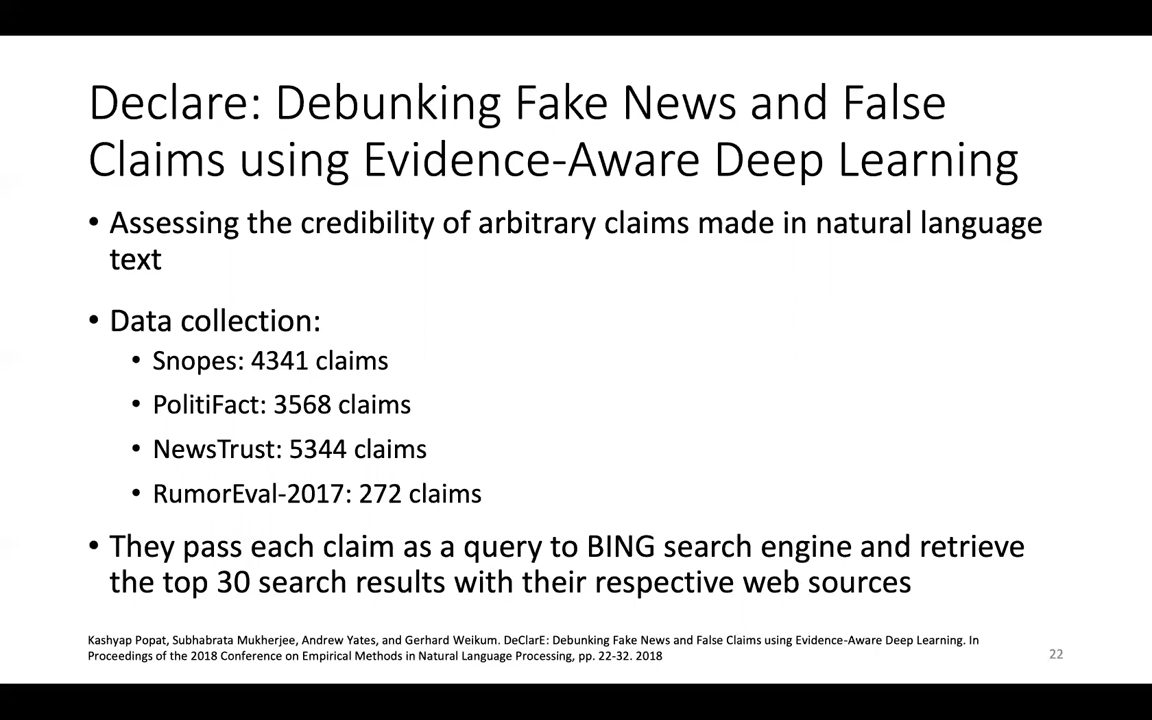 Declare: Debunking Fake News and False
Claims using Evidence-Aware Deep Learning
• Assessing the credibility of arbitrary claims made in natural language
text
• Data collection:
• Snopes: 4341 claims
• PolitiFact: 3568 claims
• NewsTrust: 5344 claims
• RumorEval-2017: 272 claims
• They pass each claim as a query to BING search engine and retrieve
the top 30 search results with their respective web sources
Kashyap Popat, Subhabrata Mukherjee, Andrew Yates, and Gerhard Weikum. DeClarE: Debunking Fake News and False Claims using Evidence-Aware Deep Learning. In
Proceedings of the 2018 Conference on Empirical Methods in Natural Language Processing, pp. 22-32. 2018
22